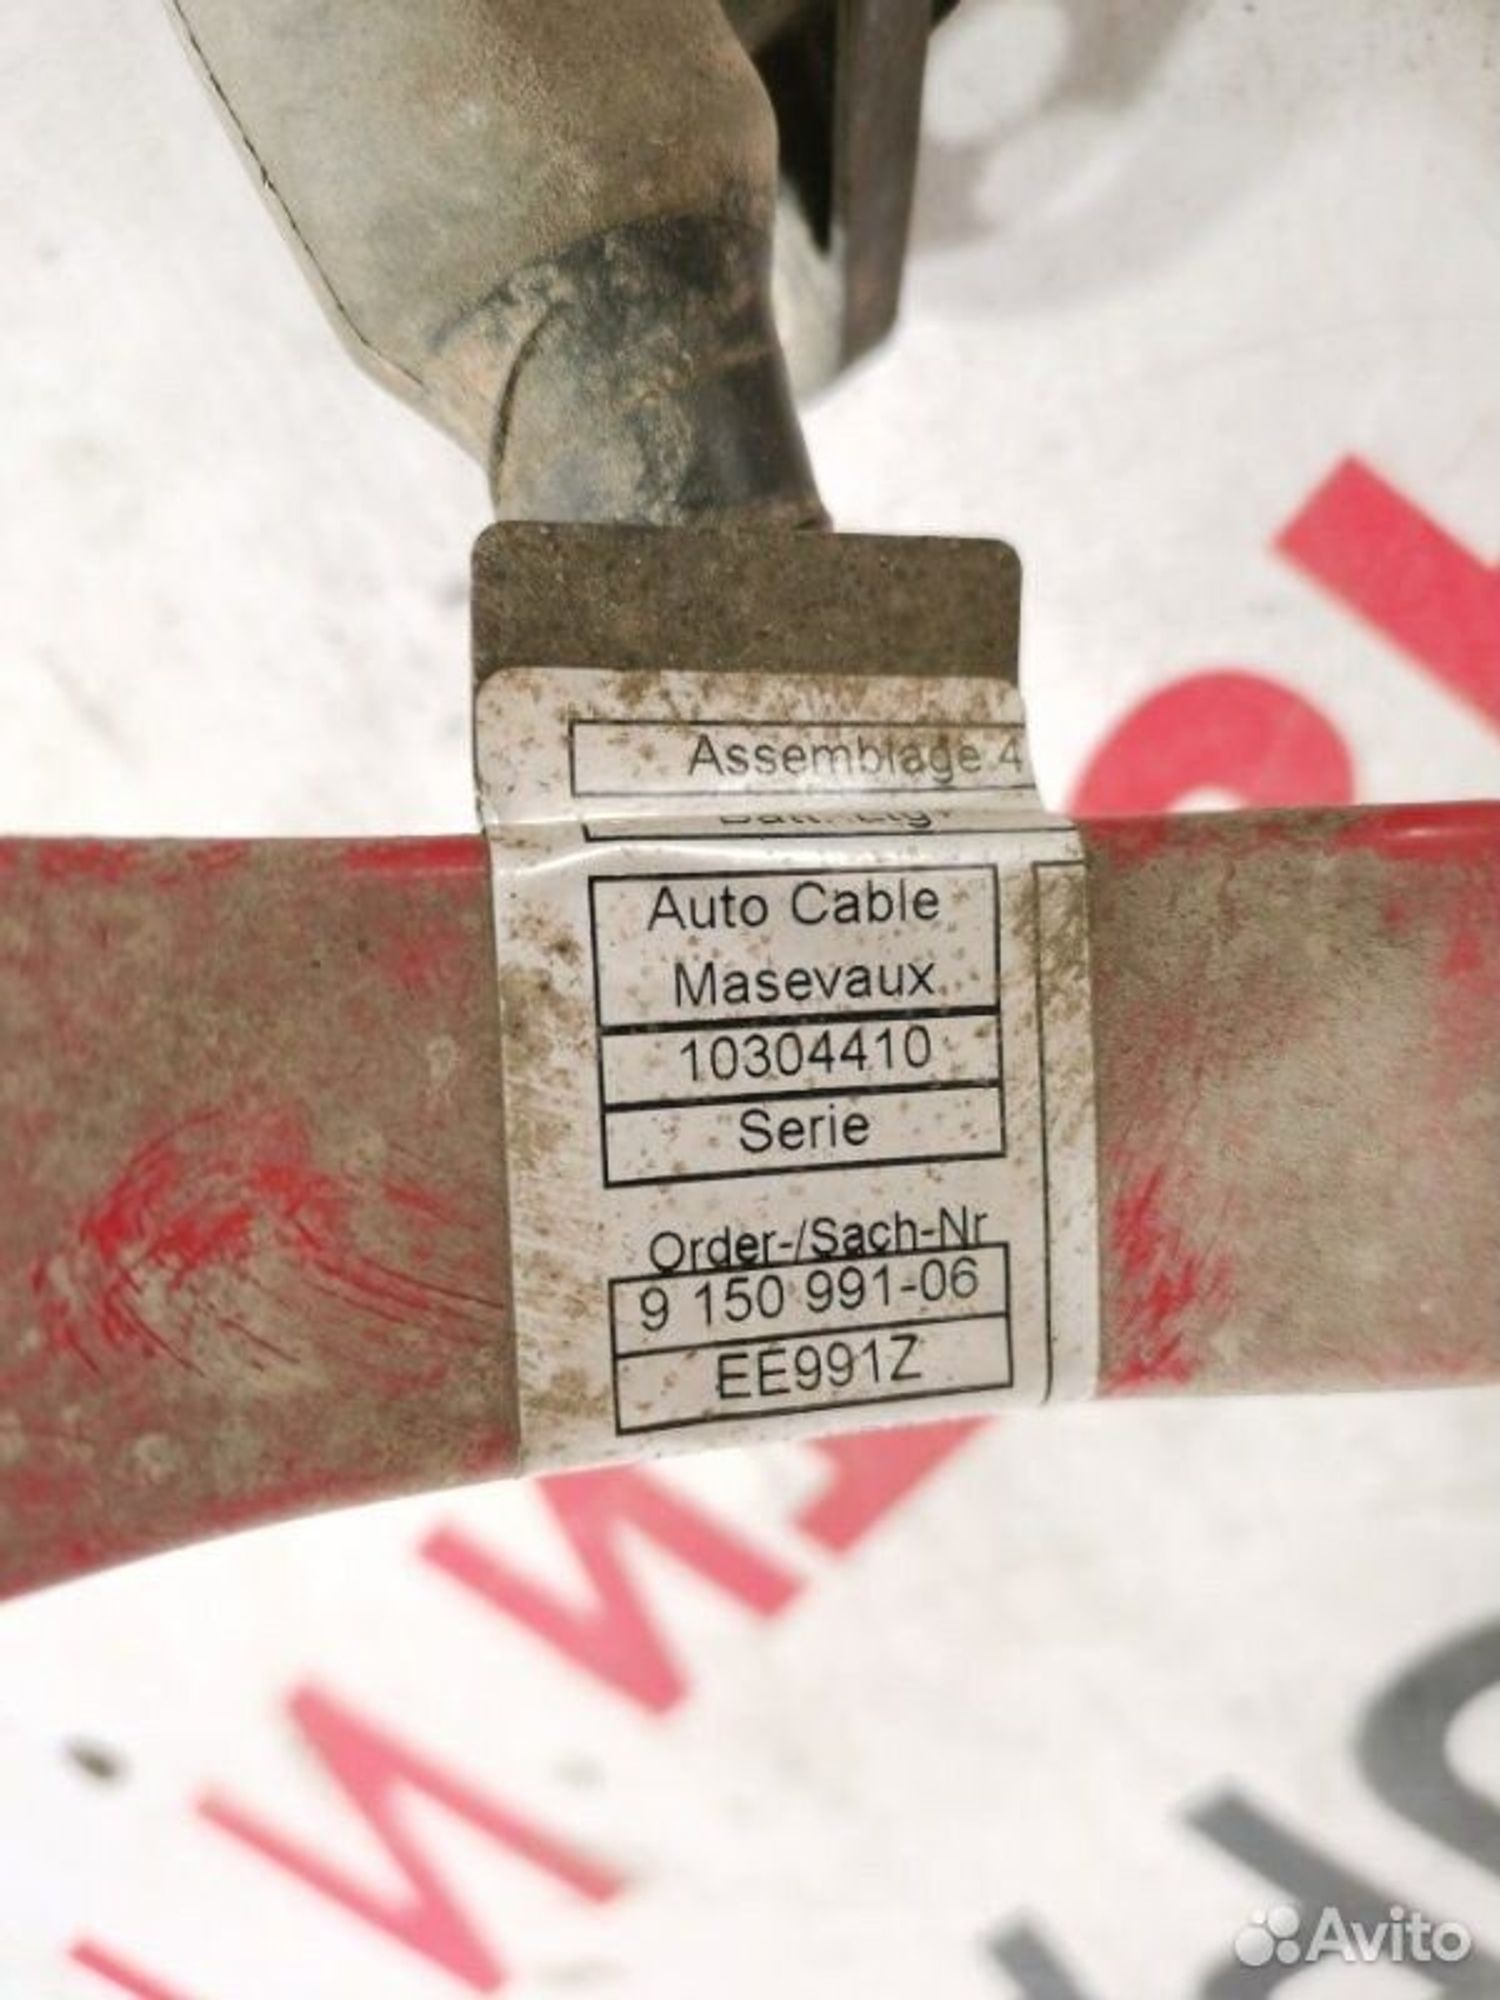 Assemblage 4
Auto Cable
Masevaux
10304410
Serie
Order-/Sach-Nr
9 150 991-06
EE991Z
Avito